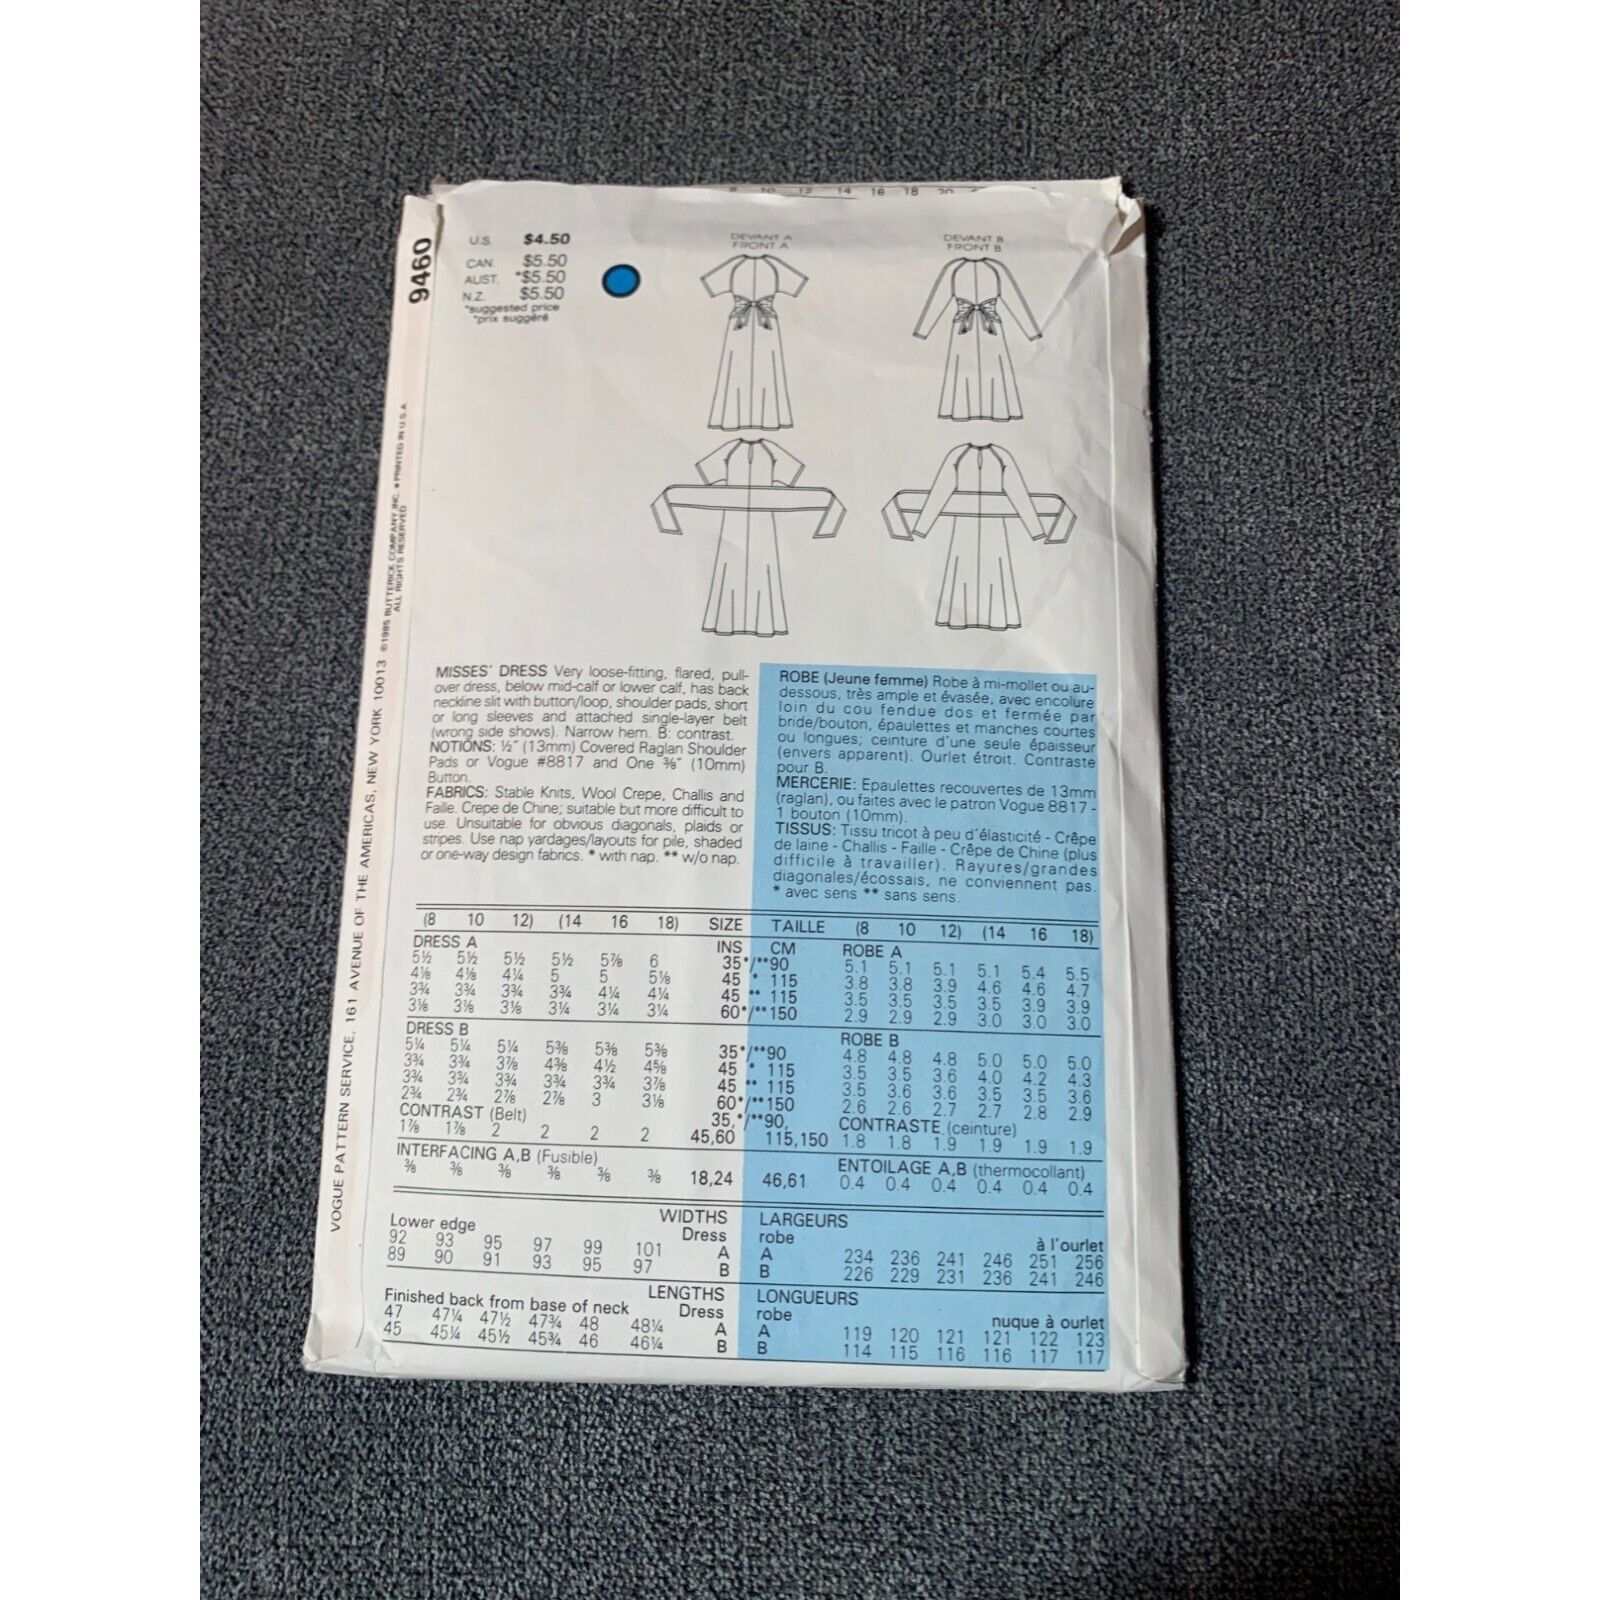 8 10 12 14 16 18 20
9460
U.S. $4.50
CAN. $5.50
AUST. *$5.50
N.Z. $5.50
*suggested price
*prix suggéré
DEVANT A
FRONT A
DEVANT B
FRONT B
VOGUE PATTERN SERVICE, 161 AVENUE OF THE AMERICAS, NEW YORK 10013 ©1985 BUTTERICK COMPANY, INC. ● PRINTED IN U.S.A
ALL RIGHTS RESERVED
MISSES' DRESS Very loose-fitting, flared, pull-
over dress, below mid-calf or lower calf, has back
neckline slit with button/loop, shoulder pads, short
or long sleeves and attached single-layer belt
(wrong side shows). Narrow hem. B: contrast.
NOTIONS: ½" (13mm) Covered Raglan Shoulder
Pads or Vogue #8817 and One ⅜" (10mm)
Button.
FABRICS: Stable Knits, Wool Crepe, Challis and
Faille. Crepe de Chine; suitable but more difficult to
use. Unsuitable for obvious diagonals, plaids or
stripes. Use nap yardages/layouts for pile, shaded
or one-way design fabrics. * with nap. ** w/o nap.
ROBE (Jeune femme) Robe à mi-mollet ou au-
dessous, très ample et évasée, avec encolure
loin du cou fendue dos et fermée par
bride/bouton, épaulettes et manches courtes
ou longues; ceinture d'une seule épaisseur
(envers apparent). Ourlet étroit. Contraste
pour B.
MERCERIE: Epaulettes recouvertes de 13mm
(raglan), ou faites avec le patron Vogue 8817 -
1 bouton (10mm).
TISSUS: Tissu tricot à peu d'élasticité - Crêpe
de laine - Challis - Faille - Crêpe de Chine (plus
difficile à travailler). Rayures/grandes
diagonales/écossais, ne conviennent pas.
* avec sens ** sans sens.
(8 10 12) (14 16 18) SIZE TAILLE (8 10 12) (14 16 18)
DRESS A INS CM ROBE A
5½ 5½ 5½ 5½ 5⅞ 6 35*/**90 5.1 5.1 5.1 5.1 5.4 5.5
4⅛ 4⅛ 4¼ 5 5 5⅛ 45 * 115 3.8 3.8 3.9 4.6 4.6 4.7
3¾ 3¾ 3¾ 3¾ 4¼ 4¼ 45 ** 115 3.5 3.5 3.5 3.5 3.9 3.9
3⅛ 3⅛ 3⅛ 3¼ 3¼ 3¼ 60*/**150 2.9 2.9 2.9 3.0 3.0 3.0
DRESS B ROBE B
5¼ 5¼ 5¼ 5⅜ 5⅜ 5⅜ 35*/**90 4.8 4.8 4.8 5.0 5.0 5.0
3¾ 3¾ 3⅞ 4⅜ 4½ 4⅝ 45 * 115 3.5 3.5 3.6 4.0 4.2 4.3
3¾ 3¾ 3¾ 3¾ 3¾ 3⅞ 45 ** 115 3.5 3.6 3.6 3.5 3.5 3.6
2¾ 2¾ 2⅞ 2⅞ 3 3⅛ 60*/**150 2.6 2.6 2.7 2.7 2.8 2.9
CONTRAST (Belt) 35,*/**90, CONTRASTE (ceinture)
1⅞ 1⅞ 2 2 2 2 45,60 115,150 1.8 1.8 1.9 1.9 1.9 1.9
INTERFACING A,B (Fusible) ENTOILAGE A,B (thermocollant)
⅜ ⅜ ⅜ ⅜ ⅜ ⅜ 18,24 46,61 0.4 0.4 0.4 0.4 0.4 0.4
WIDTHS LARGEURS
Lower edge Dress robe à l'ourlet
92 93 95 97 99 101 A A 234 236 241 246 251 256
89 90 91 93 95 97 B B 226 229 231 236 241 246
LENGTHS LONGUEURS
Finished back from base of neck Dress robe nuque à ourlet
47 47¼ 47½ 47¾ 48 48¼ A A 119 120 121 121 122 123
45 45¼ 45½ 45¾ 46 46¼ B B 114 115 116 116 117 117